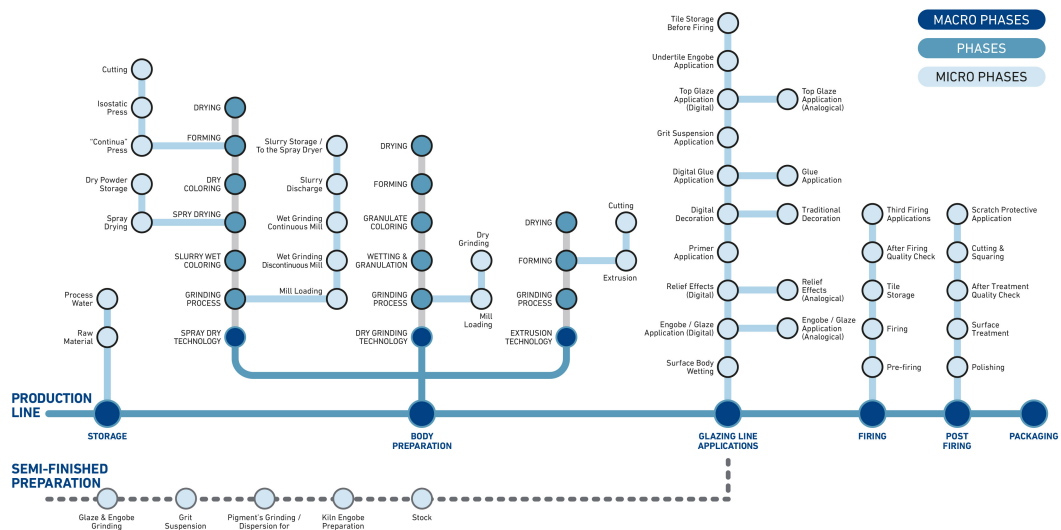 MACRO PHASES
PHASES
MICRO PHASES
Cutting
Isostatic
Press
"Continua"
Press
Dry Powder
Storage
Spray
Drying
Process
Water
Raw
Material
DRYING
FORMING
DRY
COLORING
SPRY DRYING
SLURRY WET
COLORING
GRINDING
PROCESS
SPRAY DRY
TECHNOLOGY
Slurry Storage /
To the Spray Dryer
Slurry
Discharge
Wet Grinding
Continuous Mill
Wet Grinding
Discontinuous Mill
Mill Loading
DRYING
FORMING
GRANULATE
COLORING
WETTING &
GRANULATION
GRINDING
PROCESS
DRY GRINDING
TECHNOLOGY
Dry
Grinding
Mill
Loading
DRYING
FORMING
GRINDING
PROCESS
EXTRUSION
TECHNOLOGY
Cutting
Extrusion
Tile Storage
Before Firing
Undertile Engobe
Application
Top Glaze
Application
(Digital)
Top Glaze
Application
(Analogical)
Grit Suspension
Application
Digital Glue
Application
Glue
Application
Digital
Decoration
Traditional
Decoration
Primer
Application
Relief Effects
(Digital)
Relief
Effects
(Analogical)
Engobe / Glaze
Application (Digital)
Engobe / Glaze
Application
(Analogical)
Surface Body
Wetting
Third Firing
Applications
After Firing
Quality Check
Tile
Storage
Firing
Pre-firing
Scratch Protective
Application
Cutting &
Squaring
After Treatment
Quality Check
Surface
Treatment
Polishing
PRODUCTION
LINE
STORAGE
BODY
PREPARATION
GLAZING LINE
APPLICATIONS
FIRING
POST
FIRING
PACKAGING
SEMI-FINISHED
PREPARATION
Glaze & Engobe
Grinding
Grit
Suspension
Pigment's Grinding /
Dispersion for
Kiln Engobe
Preparation
Stock